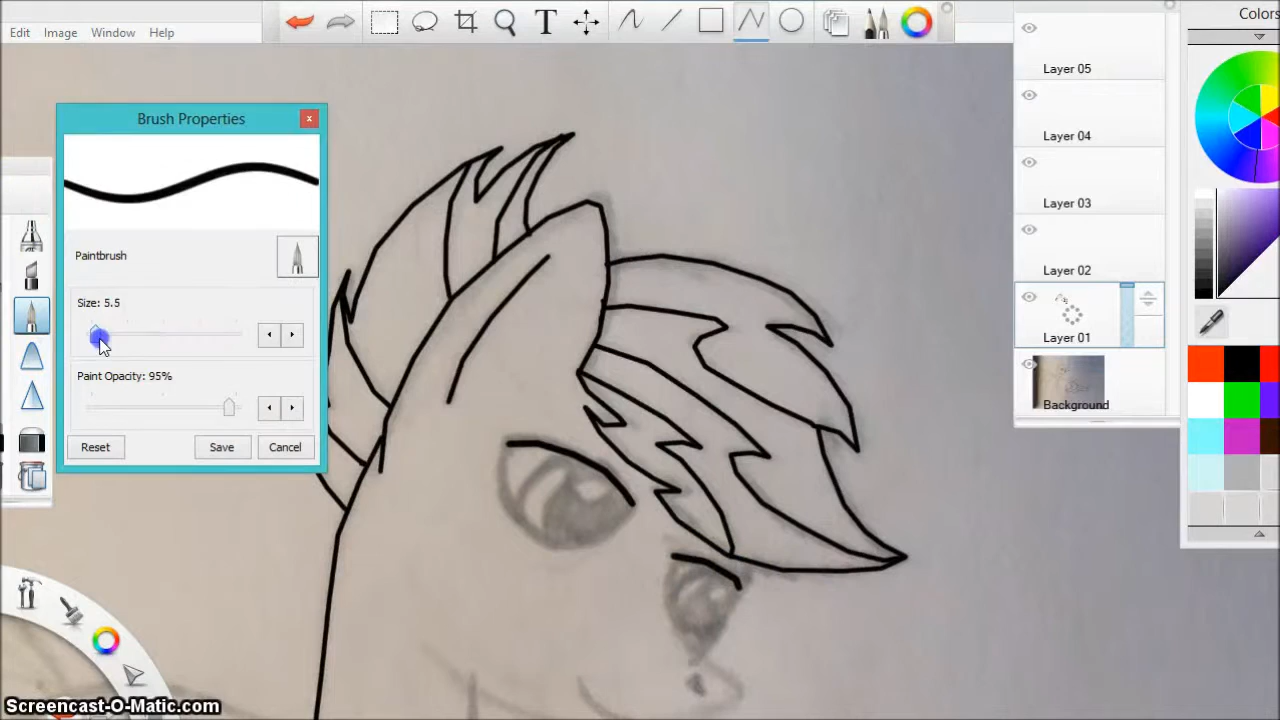 Edit Image Window Help
T
Colors
Layer 05
Layer 04
Layer 03
Layer 02
Layer 01
Background
Brush Properties
x
Paintbrush
Size: 5.5
Paint Opacity: 95%
Reset Save Cancel
SCREENCAST-O-MATIC.com